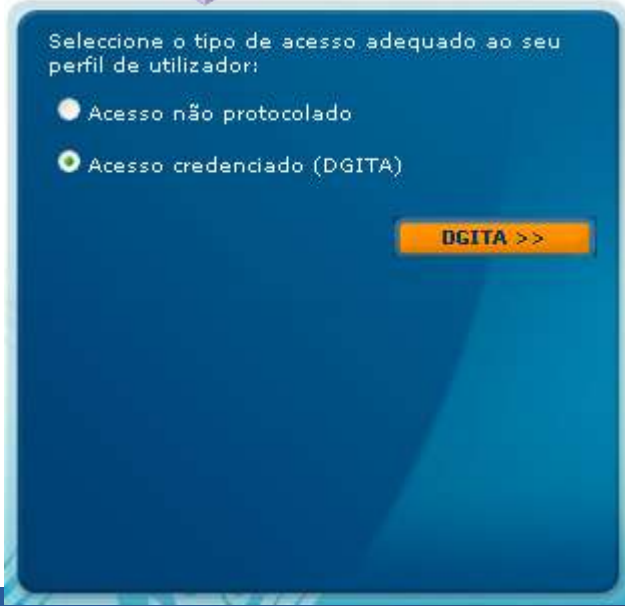 Seleccione o tipo de acesso adequado ao seu
perfil de utilizador:
Acesso não protocolado
Acesso credenciado (DGITA)
DGITA >>